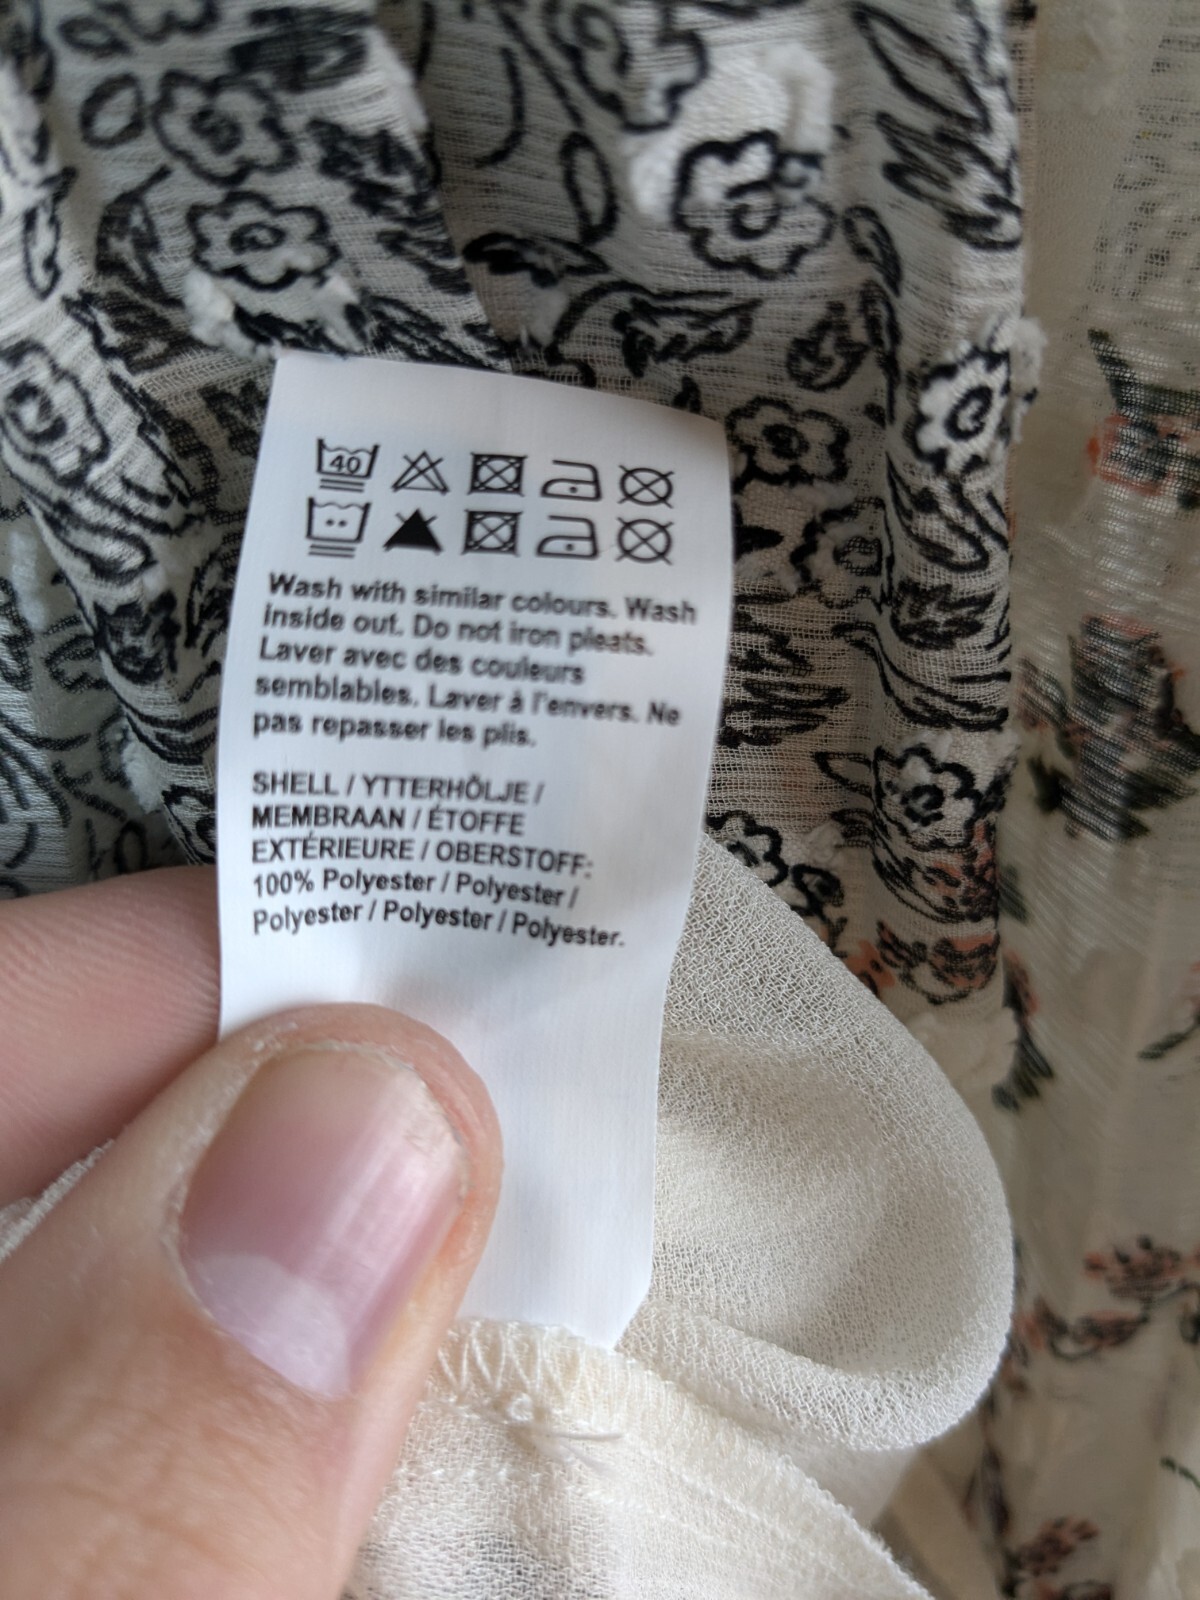 40
Wash with similar colours. Wash
inside out. Do not iron pleats.
Laver avec des couleurs
semblables. Laver à l'envers. Ne
pas repasser les plis.
SHELL / YTTERHÖLJE /
MEMBRAAN / ÉTOFFE
EXTÉRIEURE / OBERSTOFF:
100% Polyester / Polyester /
Polyester / Polyester / Polyester.